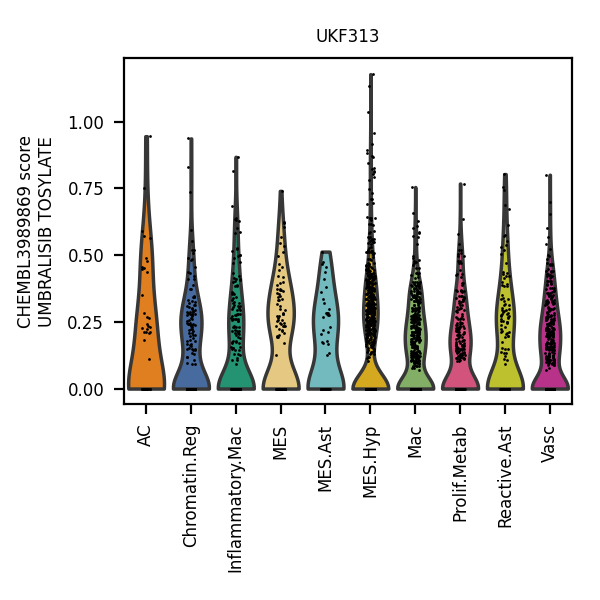 UKF313
CHEMBL3989869 score
UMBRALISIB TOSYLATE
1.00
0.75
0.50
0.25
0.00
AC
Chromatin.Reg
Inflammatory.Mac
MES
MES.Ast
MES.Hyp
Mac
Prolif.Metab
Reactive.Ast
Vasc